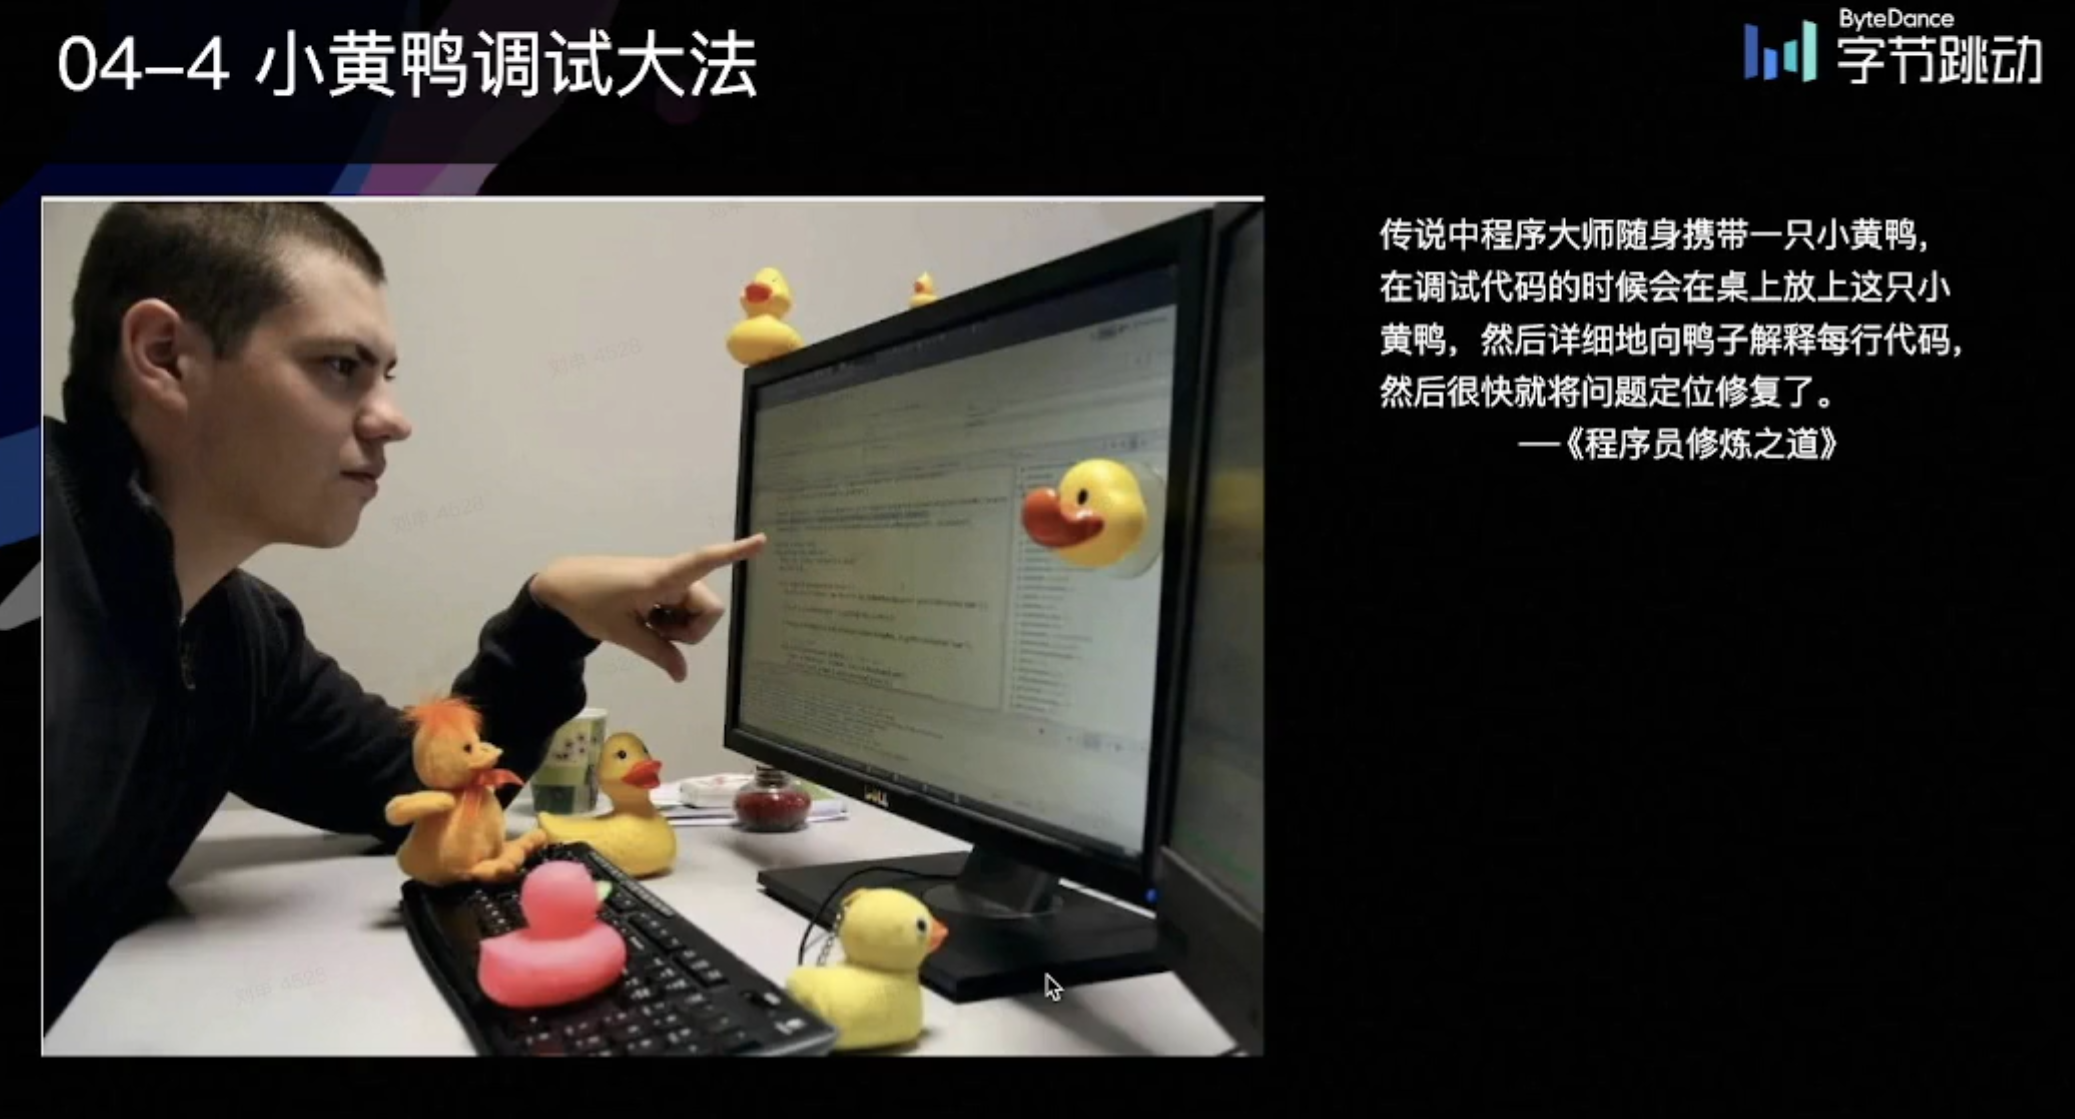 04-4 小黄鸭调试大法
ByteDance
字节跳动
传说中程序大师随身携带一只小黄鸭,
在调试代码的时候会在桌上放上这只小
黄鸭，然后详细地向鸭子解释每行代码,
然后很快就将问题定位修复了。
—《程序员修炼之道》
DELL